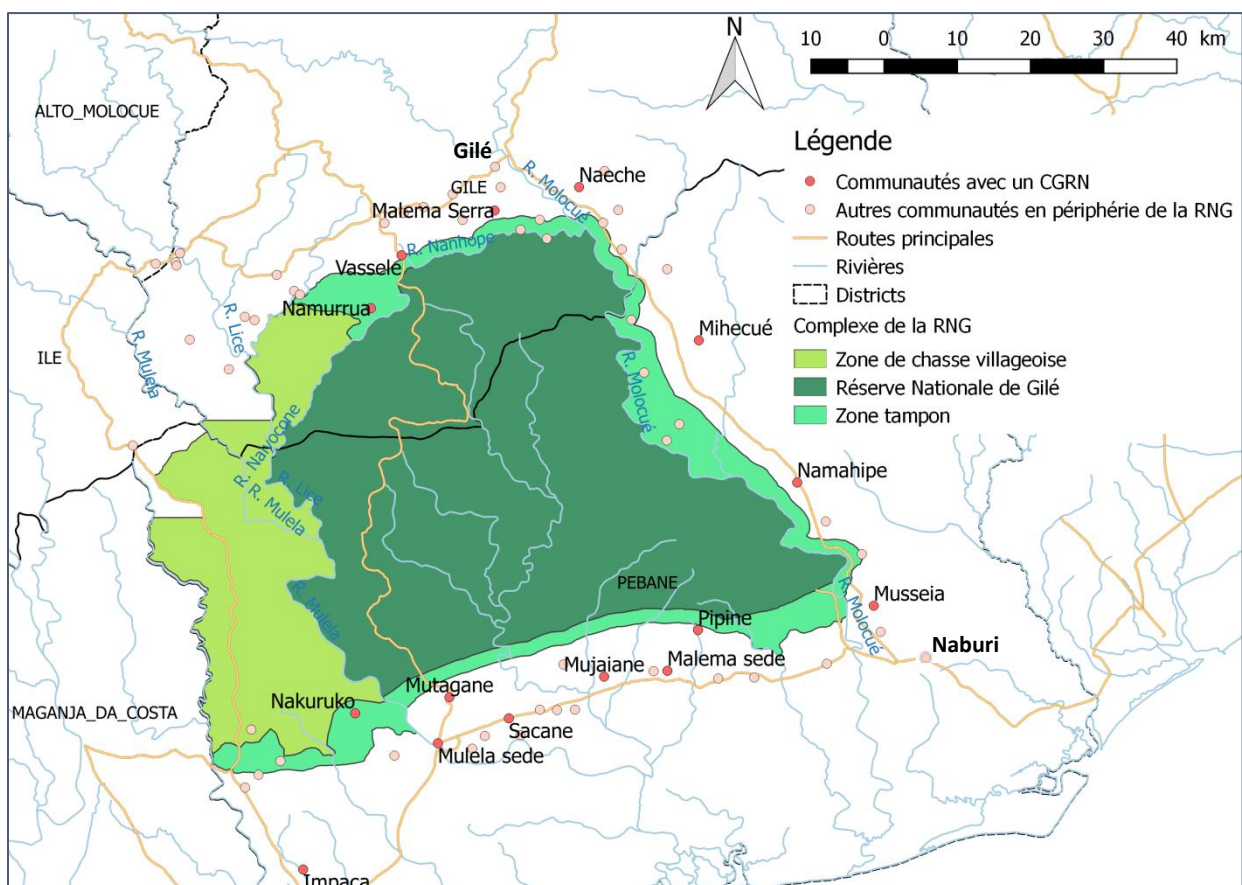 N
10 0 10 20 30 40 km
ALTO_MOLOCUE
Gilé
GILE
R. Molocué
Naeche
Malema Serra
R. Nanhope
Vasselé
Namurrua
R. Lice
R. Mulela
ILE
Mihecué
R. Molocué
R. Naivocone
R. Lice
R. R. Mulela
Namahipe
R. Mulela
PEBANE
Pipine
Musseia
R. Molocué
Naburi
Mujaiane
Malema sede
Mutagane
Nakuruko
MAGANJA_DA_COSTA
Sacane
Mulela sede
Impaca
Légende
Communautés avec un CGRN
Autres communautés en périphérie de la RNG
Routes principales
Rivières
Districts
Complexe de la RNG
Zone de chasse villageoise
Réserve Nationale de Gilé
Zone tampon